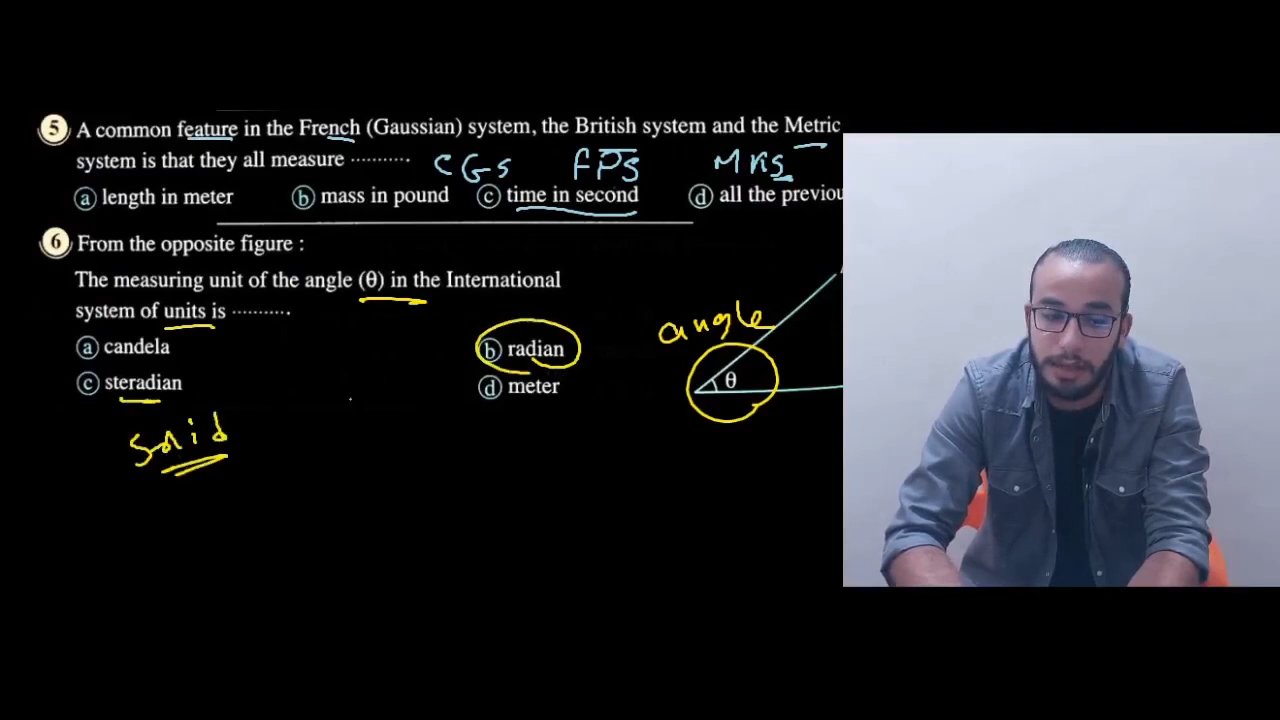 5 A common feature in the French (Gaussian) system, the British system and the Metric
system is that they all measure ..........
CGS FPS MKS
a length in meter b mass in pound c time in second d all the previou
6 From the opposite figure :
The measuring unit of the angle (θ) in the International
system of units is ..........
angle
a candela b radian
θ
c steradian d meter
Solid